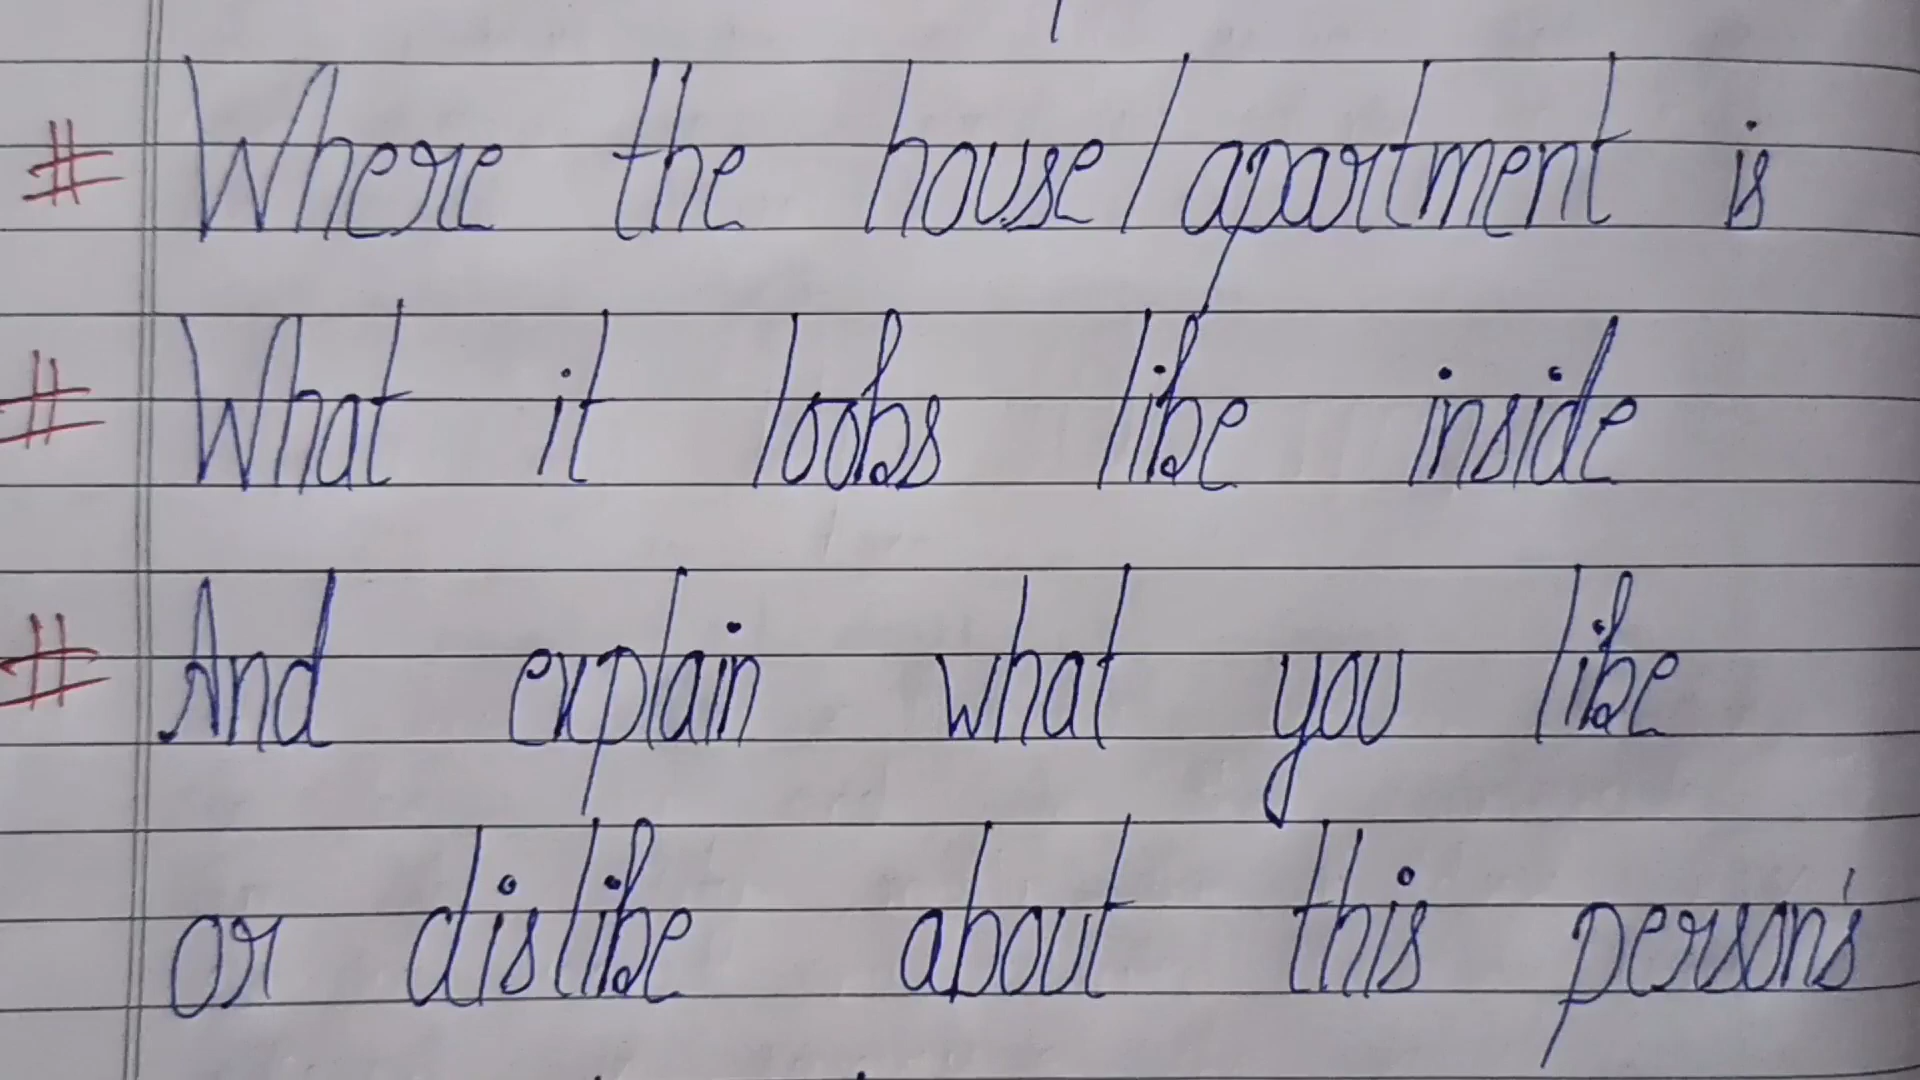 # Where the house/apartment is
# What it looks like inside
# And explain what you like
or dislike about this person's